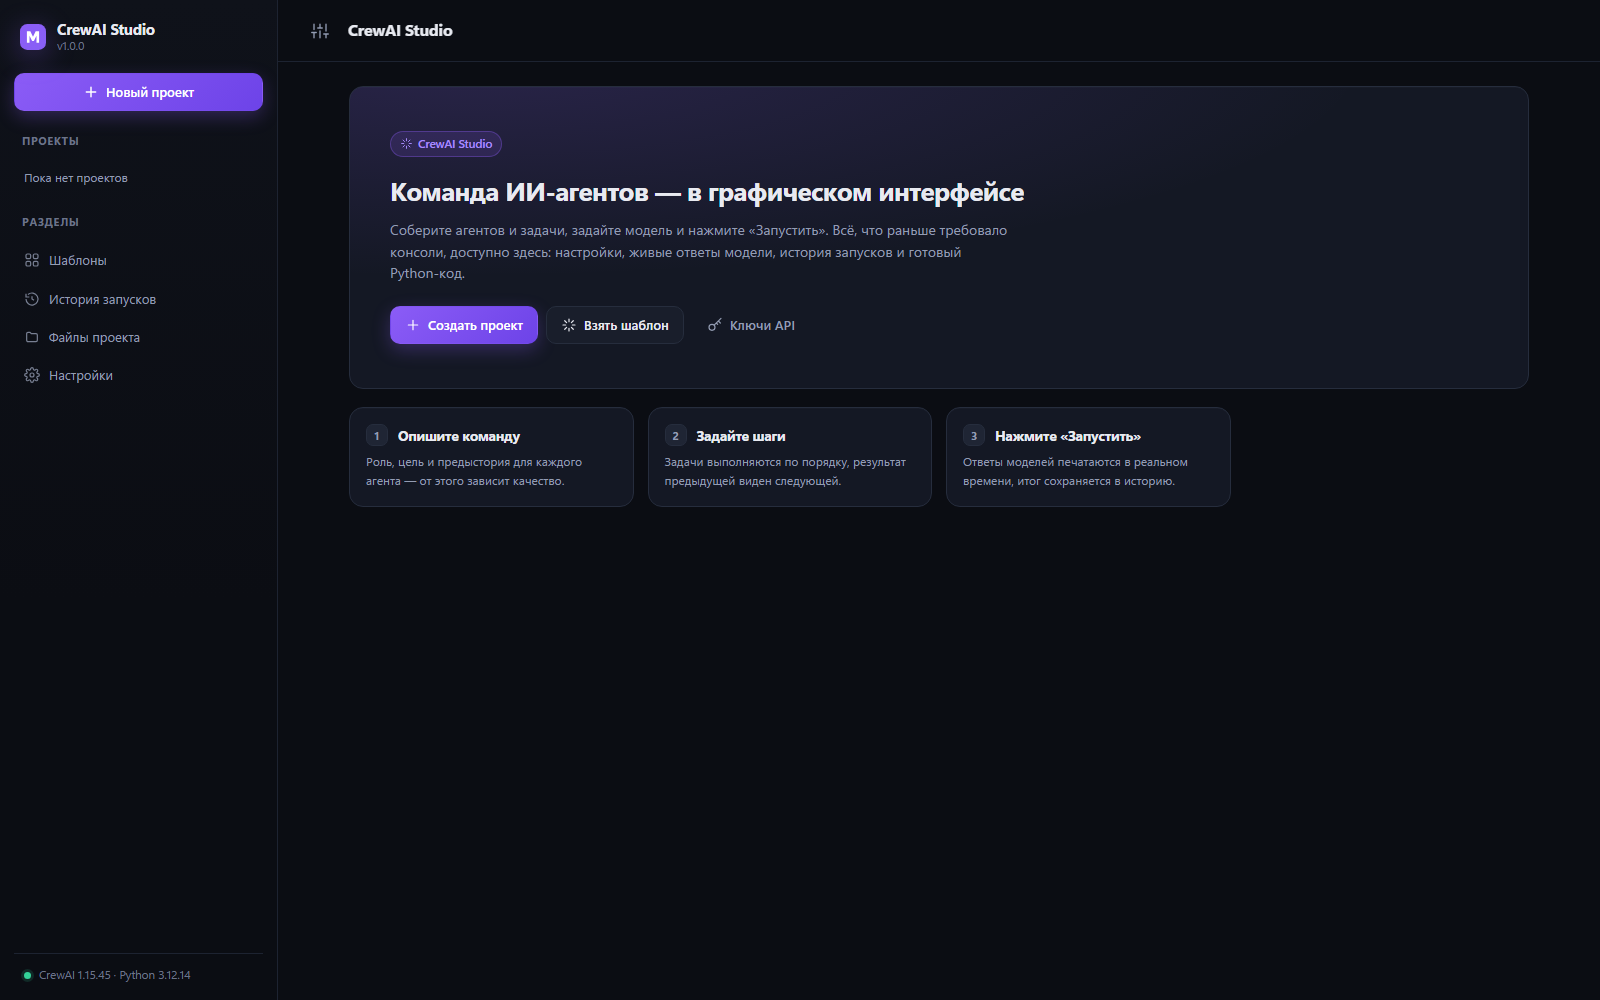 M
CrewAI Studio
v1.0.0
Новый проект
ПРОЕКТЫ
Пока нет проектов
РАЗДЕЛЫ
Шаблоны
История запусков
Файлы проекта
Настройки
CrewAI 1.15.45 · Python 3.12.14
CrewAI Studio
CrewAI Studio
Команда ИИ-агентов — в графическом интерфейсе
Соберите агентов и задачи, задайте модель и нажмите «Запустить». Всё, что раньше требовало
консоли, доступно здесь: настройки, живые ответы модели, история запусков и готовый
Python-код.
Создать проект
Взять шаблон
Ключи API
1 Опишите команду
Роль, цель и предыстория для каждого
агента — от этого зависит качество.
2 Задайте шаги
Задачи выполняются по порядку, результат
предыдущей виден следующей.
3 Нажмите «Запустить»
Ответы моделей печатаются в реальном
времени, итог сохраняется в историю.